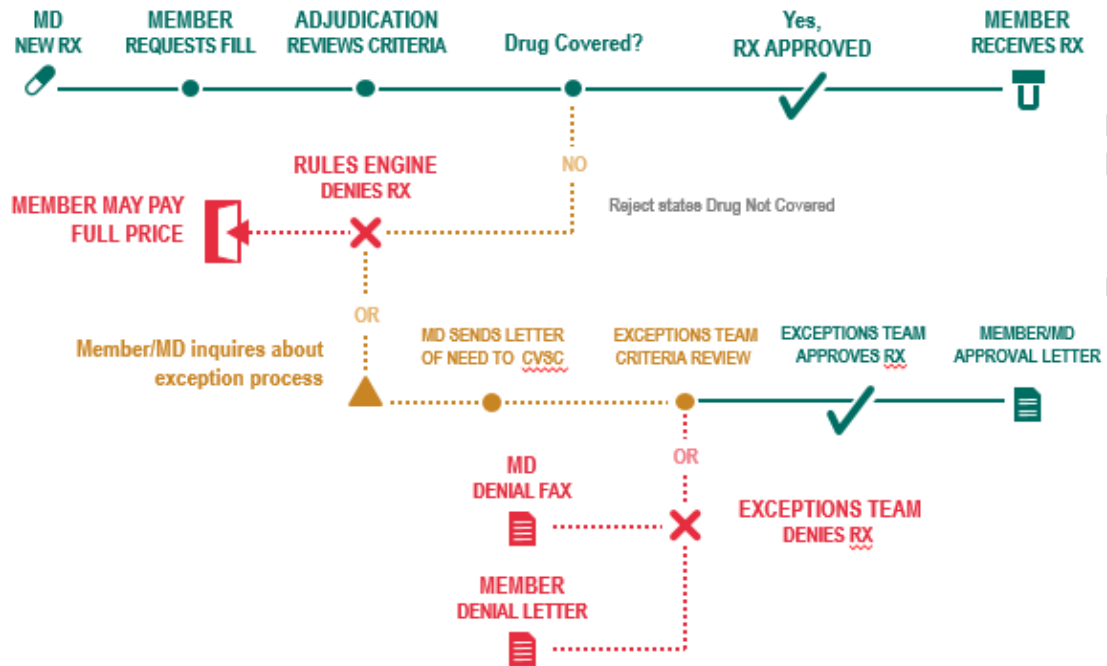 MD
NEW RX
MEMBER
REQUESTS FILL
ADJUDICATION
REVIEWS CRITERIA
Drug Covered?
Yes,
RX APPROVED
MEMBER
RECEIVES RX
NO
RULES ENGINE
DENIES RX
Reject states Drug Not Covered
MEMBER MAY PAY
FULL PRICE
OR
Member/MD inquires about
exception process
MD SENDS LETTER
OF NEED TO CVSC
EXCEPTIONS TEAM
CRITERIA REVIEW
EXCEPTIONS TEAM
APPROVES RX
MEMBER/MD
APPROVAL LETTER
OR
MD
DENIAL FAX
EXCEPTIONS TEAM
DENIES RX
MEMBER
DENIAL LETTER